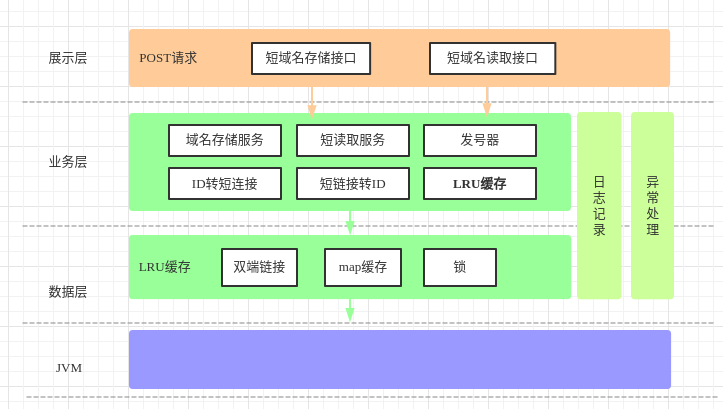 展示层
POST请求
短域名存储接口
短域名读取接口
业务层
域名存储服务
短读取服务
发号器
ID转短连接
短链接转ID
LRU缓存
日志记录
异常处理
数据层
LRU缓存
双端链接
map缓存
锁
JVM